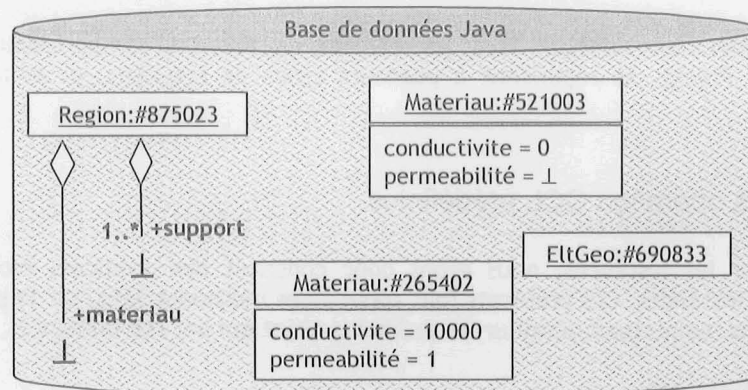 Base de données Java
Region:#875023
Materiau:#521003
conductivite = 0
permeabilité = ⊥
1..* +support
⊥
EltGeo:#690833
Materiau:#265402
+materiau
conductivite = 10000
permeabilité = 1
⊥